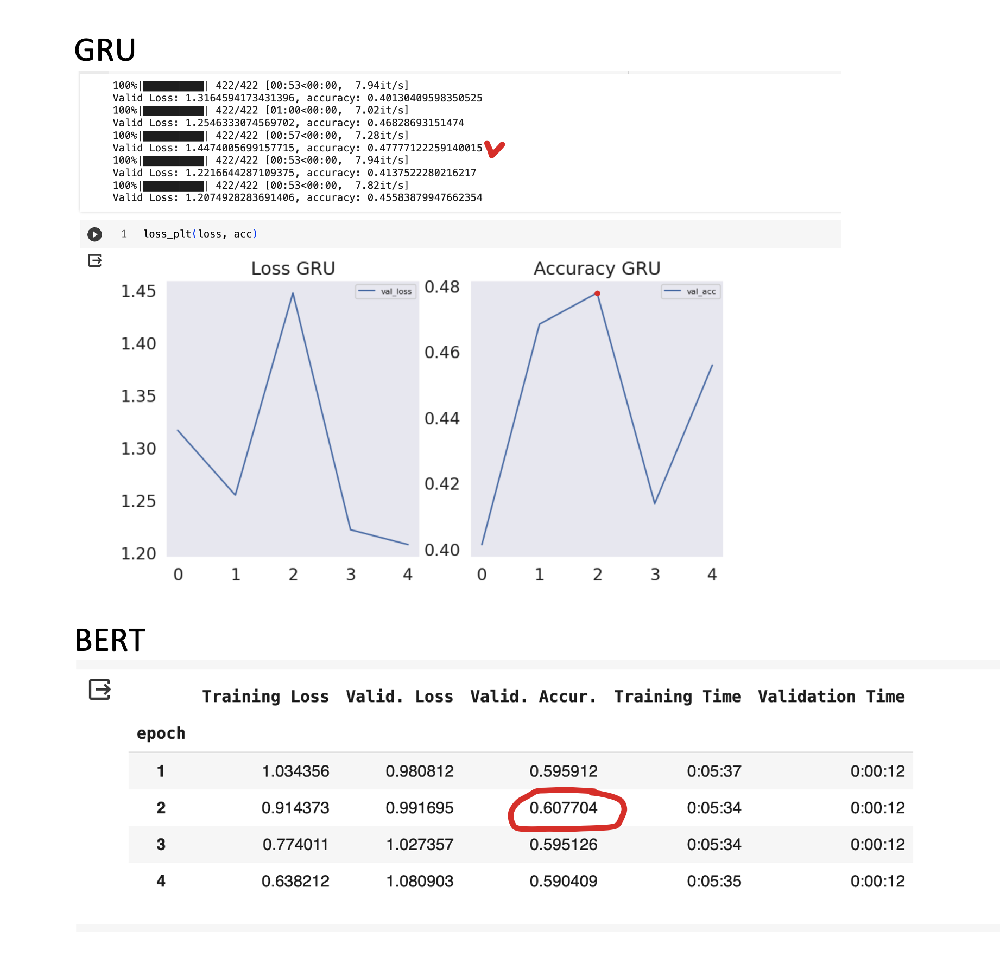 GRU
100%|██████████| 422/422 [00:53<00:00,  7.94it/s]
Valid Loss: 1.3164594173431396, accuracy: 0.40130409598350525
100%|██████████| 422/422 [01:00<00:00,  7.02it/s]
Valid Loss: 1.2546333074569702, accuracy: 0.46828693151474
100%|██████████| 422/422 [00:57<00:00,  7.28it/s]
Valid Loss: 1.4474005699157715, accuracy: 0.47777122259140015
100%|██████████| 422/422 [00:53<00:00,  7.94it/s]
Valid Loss: 1.2216644287109375, accuracy: 0.4137522280216217
100%|██████████| 422/422 [00:53<00:00,  7.82it/s]
Valid Loss: 1.2074928283691406, accuracy: 0.45583879947662354
1 loss_plt(loss, acc)
Loss GRU
val_loss
1.45
1.40
1.35
1.30
1.25
1.20
0 1 2 3 4
Accuracy GRU
val_acc
0.48
0.46
0.44
0.42
0.40
0 1 2 3 4
BERT
Training Loss Valid. Loss Valid. Accur. Training Time Validation Time
epoch
1 1.034356 0.980812 0.595912 0:05:37 0:00:12
2 0.914373 0.991695 0.607704 0:05:34 0:00:12
3 0.774011 1.027357 0.595126 0:05:34 0:00:12
4 0.638212 1.080903 0.590409 0:05:35 0:00:12